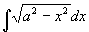 ∫√(a² − x²) dx